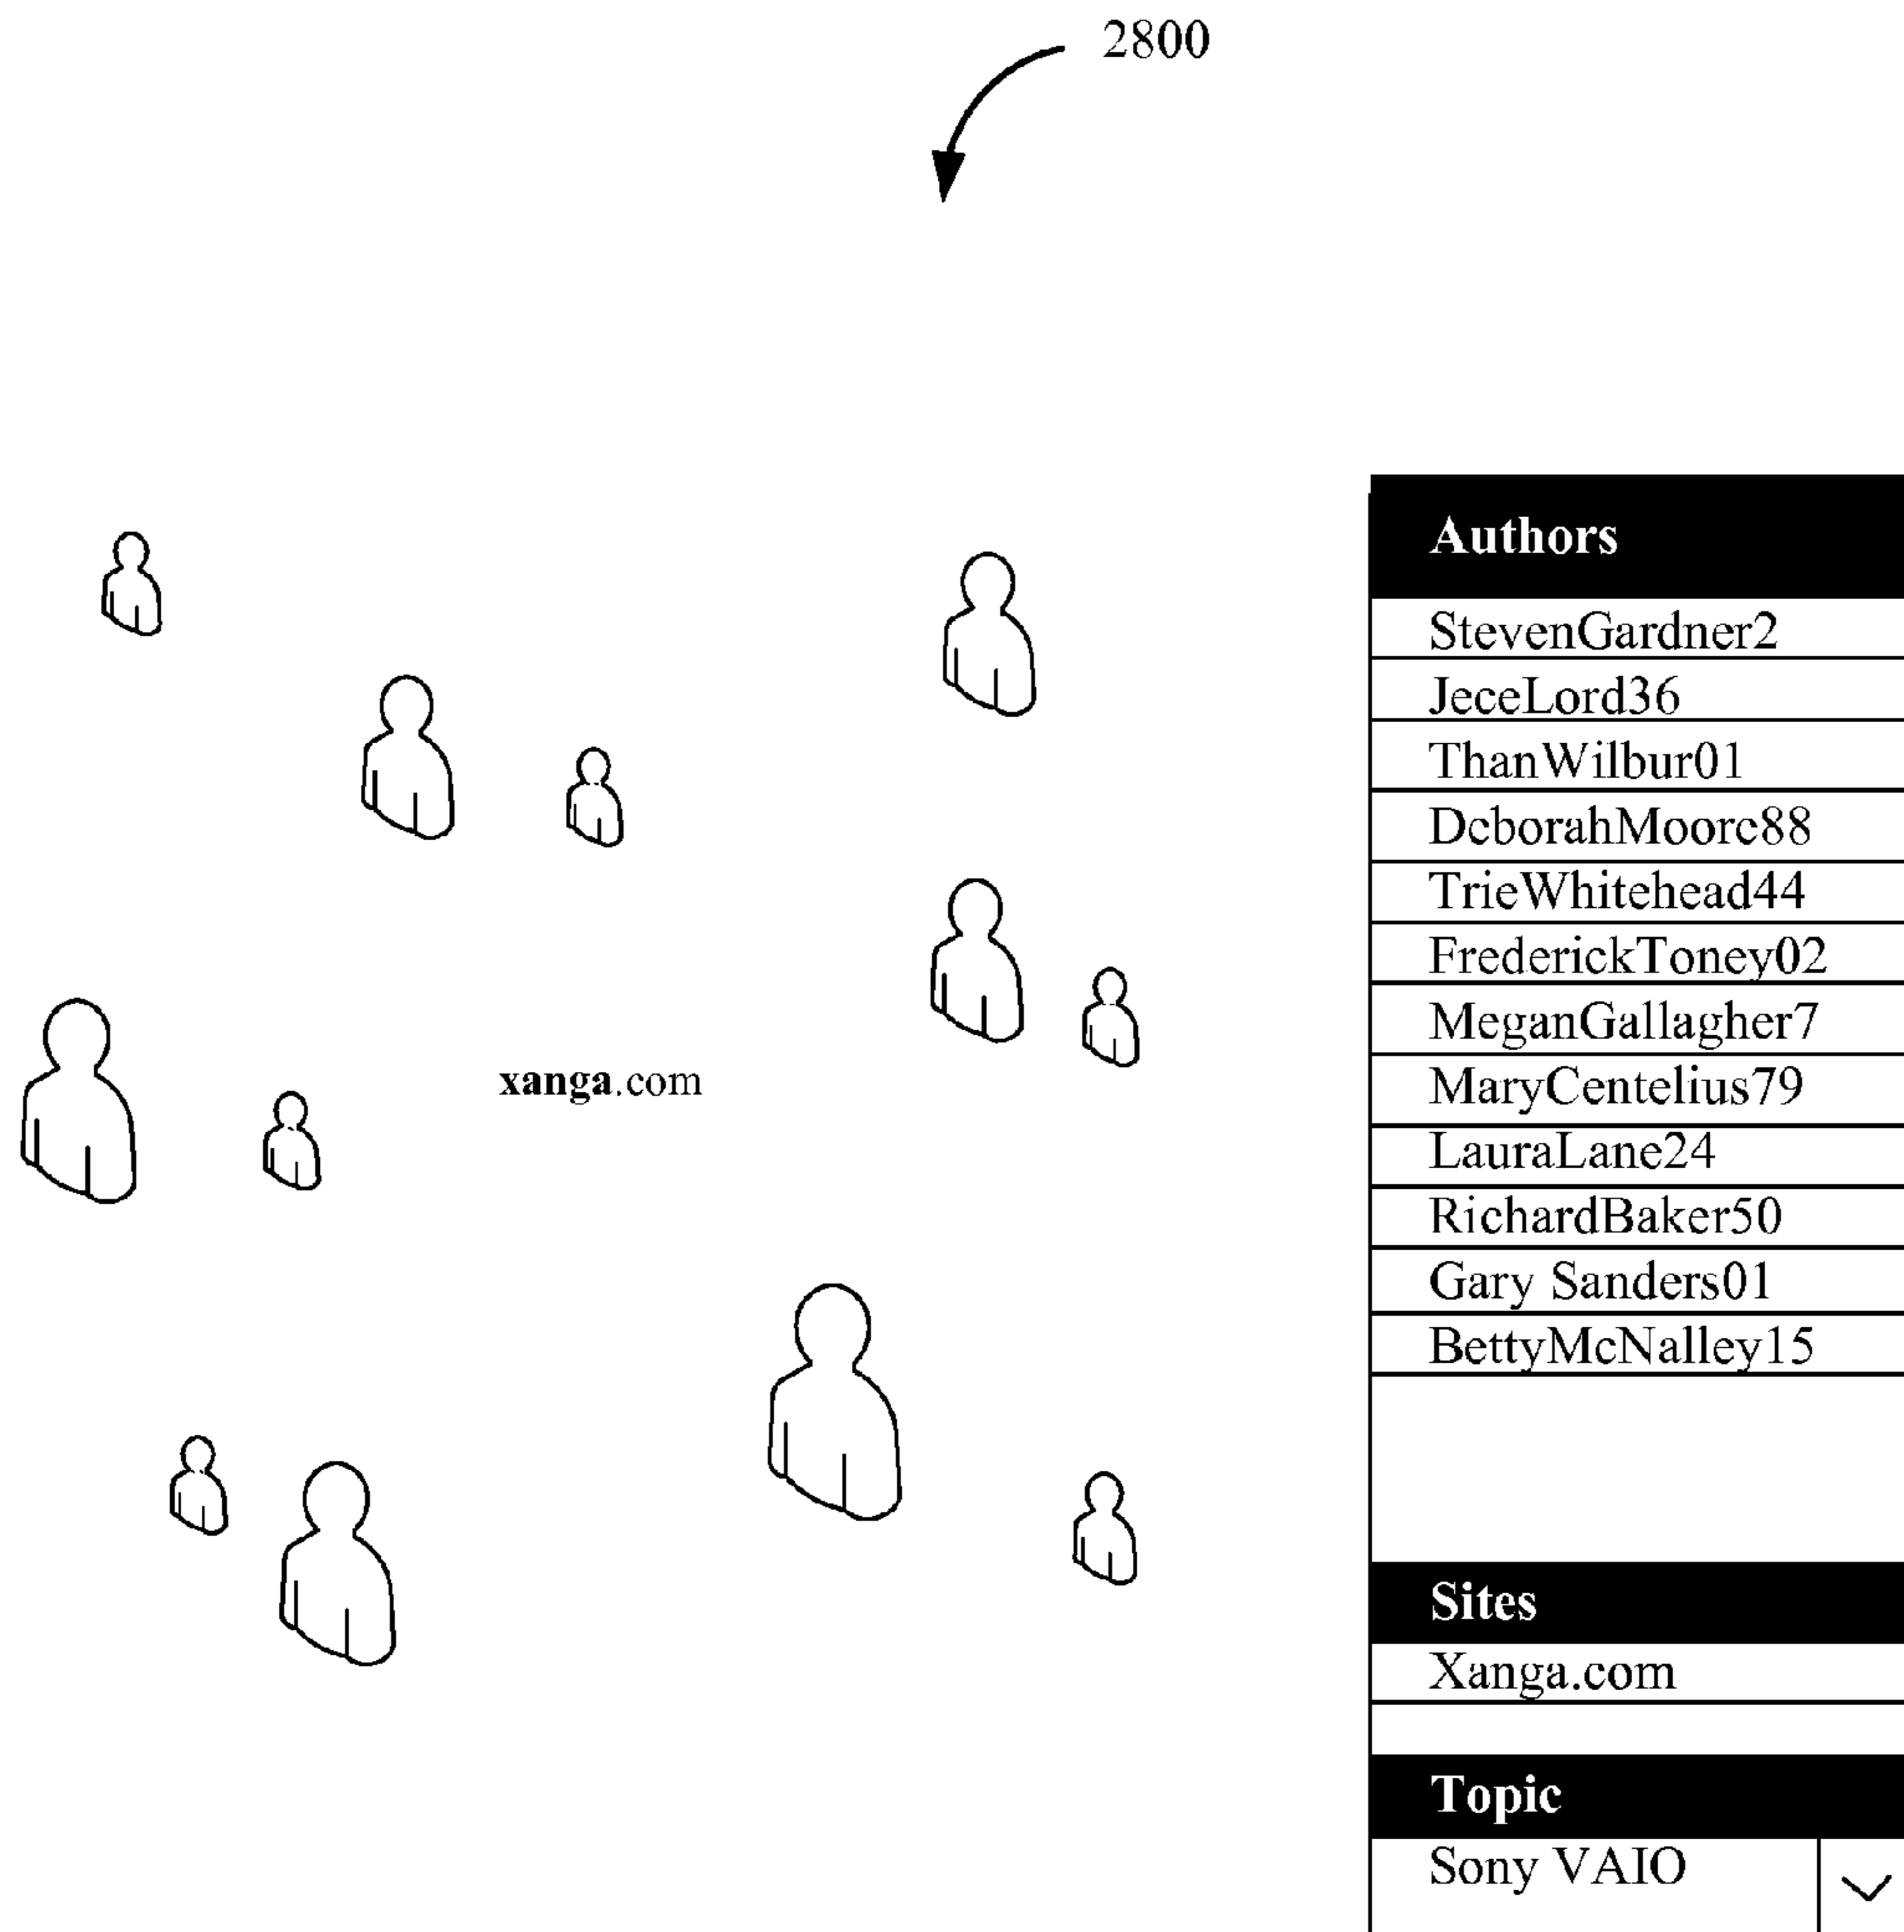 2800
xanga.com
Authors
StevenGardner2
JeceLord36
ThanWilbur01
DeborahMoore88
TrieWhitehead44
FrederickToney02
MeganGallagher7
MaryCentelius79
LauraLane24
RichardBaker50
Gary Sanders01
BettyMcNalley15
Sites
Xanga.com
Topic
Sony VAIO